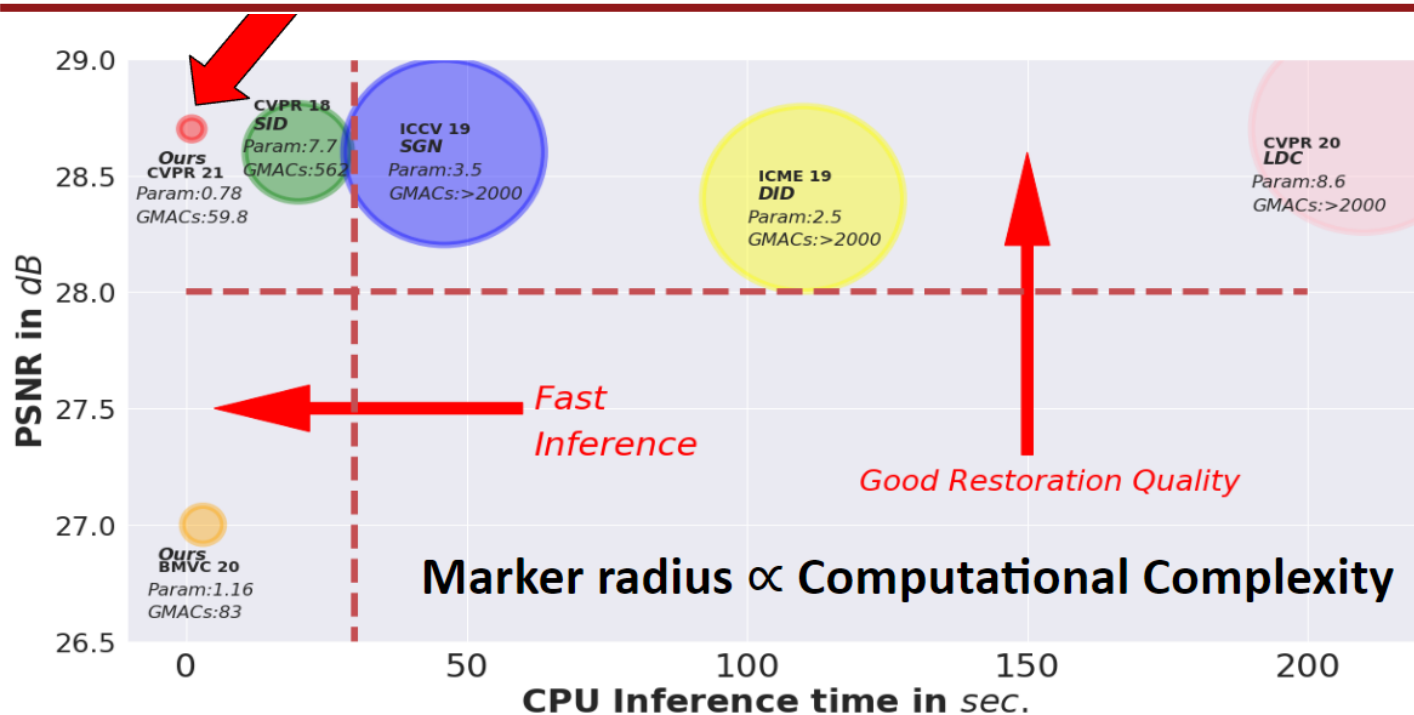 29.0
28.5
28.0
27.5
27.0
26.5
PSNR in dB
CVPR 18
SID
Param:7.7
GMACs:562
Ours
CVPR 21
Param:0.78
GMACs:59.8
ICCV 19
SGN
Param:3.5
GMACs:>2000
ICME 19
DID
Param:2.5
GMACs:>2000
CVPR 20
LDC
Param:8.6
GMACs:>2000
Fast
Inference
Good Restoration Quality
Ours
BMVC 20
Param:1.16
GMACs:83
Marker radius ∝ Computational Complexity
0
50
100
150
200
CPU Inference time in sec.